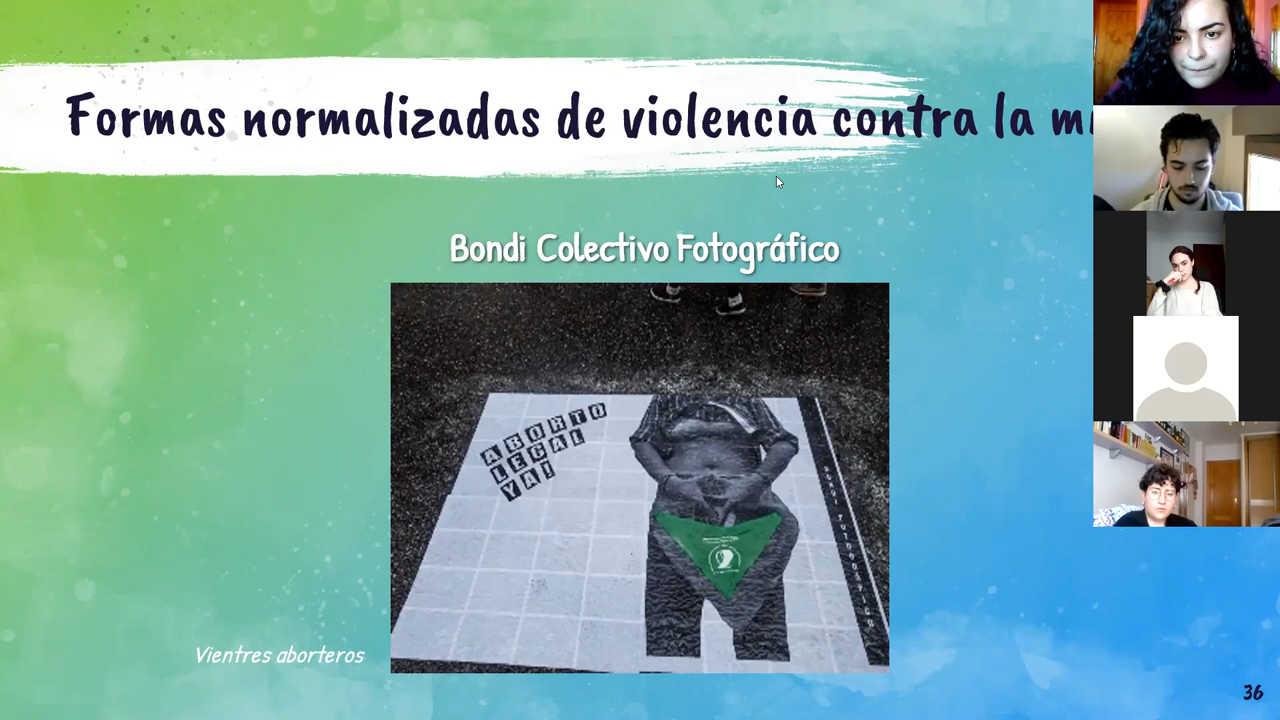 Formas normalizadas de violencia contra la m
Bondi Colectivo Fotográfico
ABORTO
LEGAL
YA!
Vientres aborteros
36